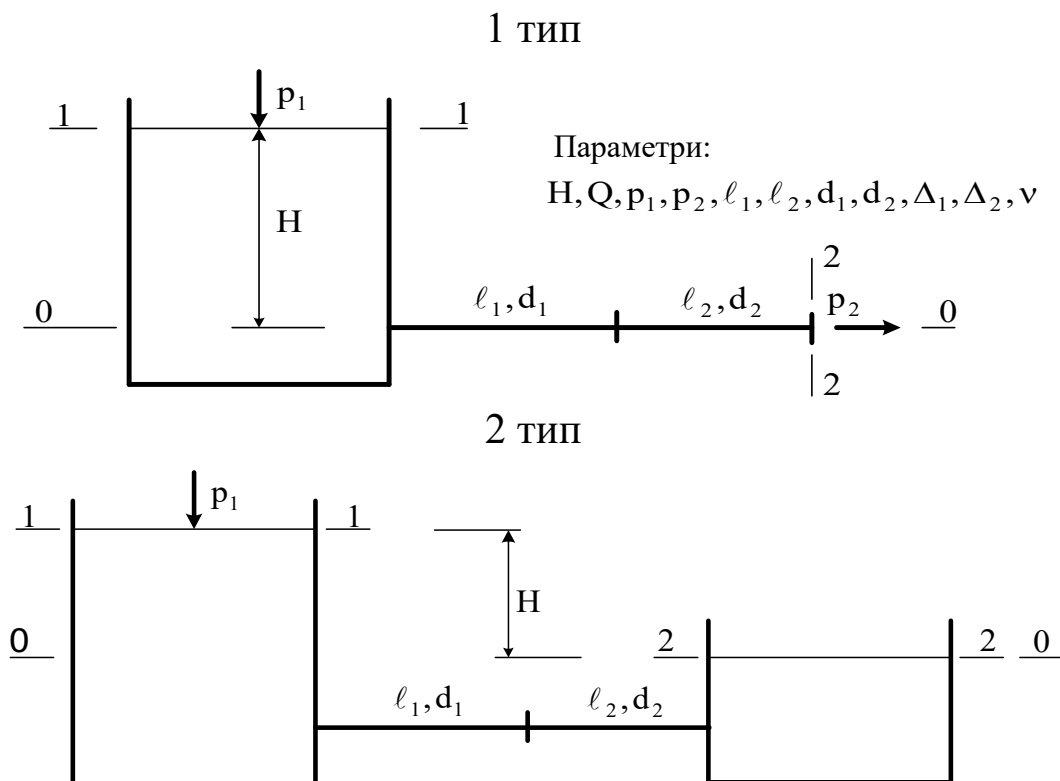 1 тип
p₁
1 1
Параметри:
H
H, Q, p₁, p₂, ℓ₁, ℓ₂, d₁, d₂, Δ₁, Δ₂, ν
2
0 ℓ₁, d₁ ℓ₂, d₂ p₂ 0
2
2 тип
p₁
1 1
H
0 2 2 0
ℓ₁, d₁ ℓ₂, d₂